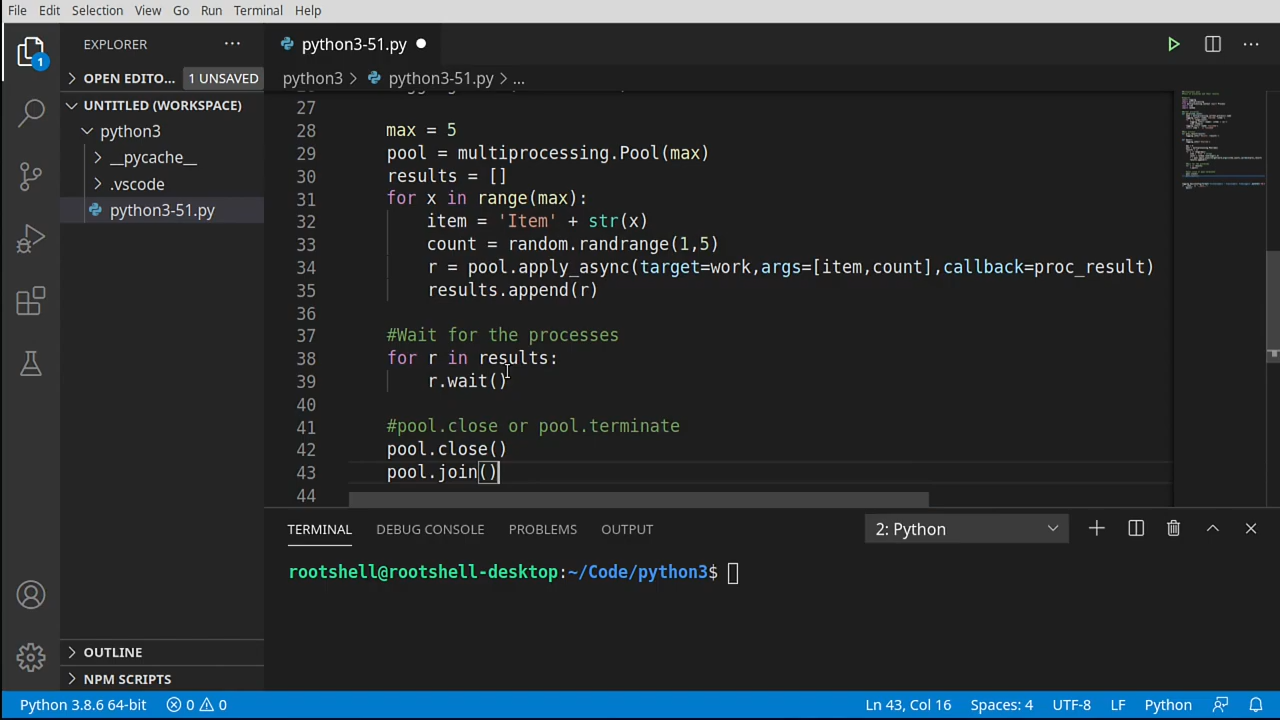 File Edit Selection View Go Run Terminal Help
EXPLORER ···
python3-51.py
1
OPEN EDITO... 1 UNSAVED
python3 > python3-51.py > ...
UNTITLED (WORKSPACE)
python3
__pycache__
.vscode
python3-51.py
27
28 max = 5
29 pool = multiprocessing.Pool(max)
30 results = []
31 for x in range(max):
32 item = 'Item' + str(x)
33 count = random.randrange(1,5)
34 r = pool.apply_async(target=work,args=[item,count],callback=proc_result)
35 results.append(r)
36
37 #Wait for the processes
38 for r in results:
39 r.wait()
40
41 #pool.close or pool.terminate
42 pool.close()
43 pool.join()
44
TERMINAL DEBUG CONSOLE PROBLEMS OUTPUT 2: Python
rootshell@rootshell-desktop:~/Code/python3$
OUTLINE
NPM SCRIPTS
Python 3.8.6 64-bit 0 0 Ln 43, Col 16 Spaces: 4 UTF-8 LF Python